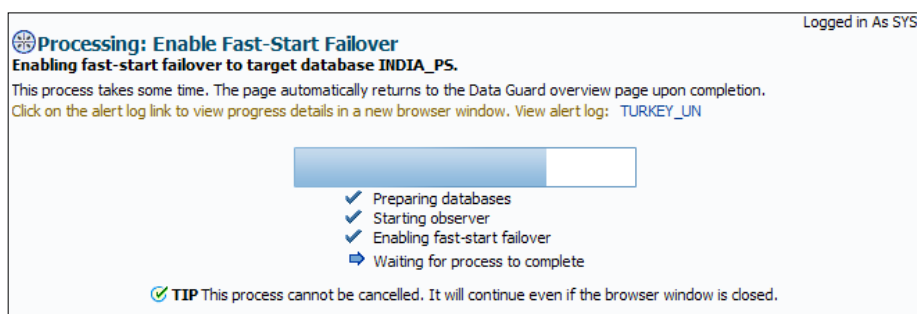 Logged in As SYS
Processing: Enable Fast-Start Failover
Enabling fast-start failover to target database INDIA_PS.
This process takes some time. The page automatically returns to the Data Guard overview page upon completion.
Click on the alert log link to view progress details in a new browser window. View alert log: TURKEY_UN
Preparing databases
Starting observer
Enabling fast-start failover
Waiting for process to complete
TIP This process cannot be cancelled. It will continue even if the browser window is closed.